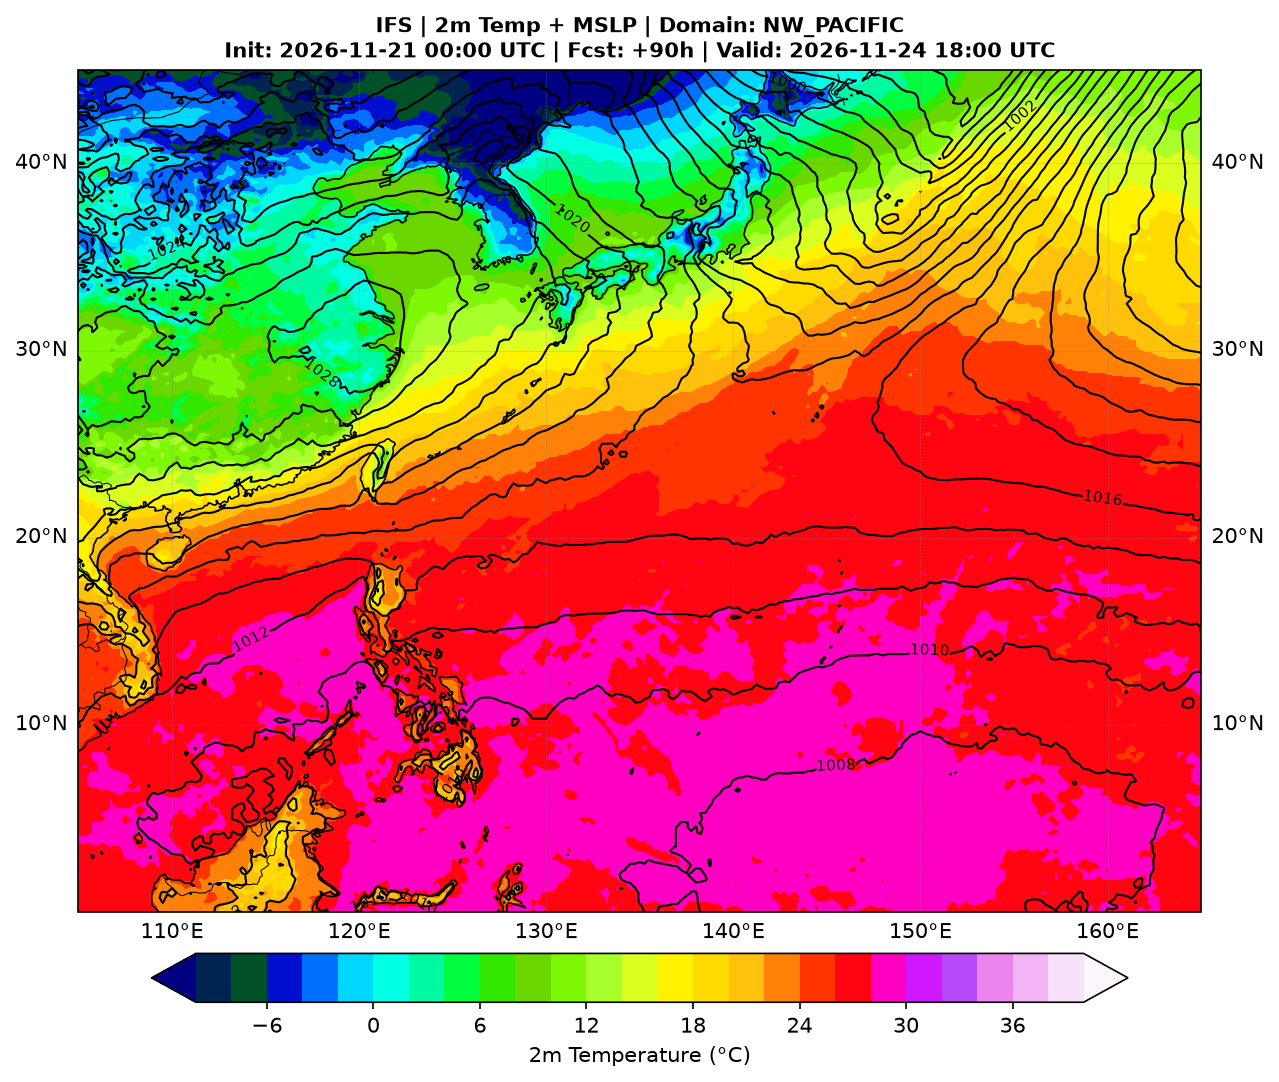 IFS | 2m Temp + MSLP | Domain: NW_PACIFIC
Init: 2026-11-21 00:00 UTC | Fcst: +90h | Valid: 2026-11-24 18:00 UTC
1000
1002
40°N 40°N
1020
1028
30°N 30°N
1016
20°N 20°N
1012
1010
10°N 10°N
1008
110°E 120°E 130°E 140°E 150°E 160°E
−6 0 6 12 18 24 30 36
2m Temperature (°C)